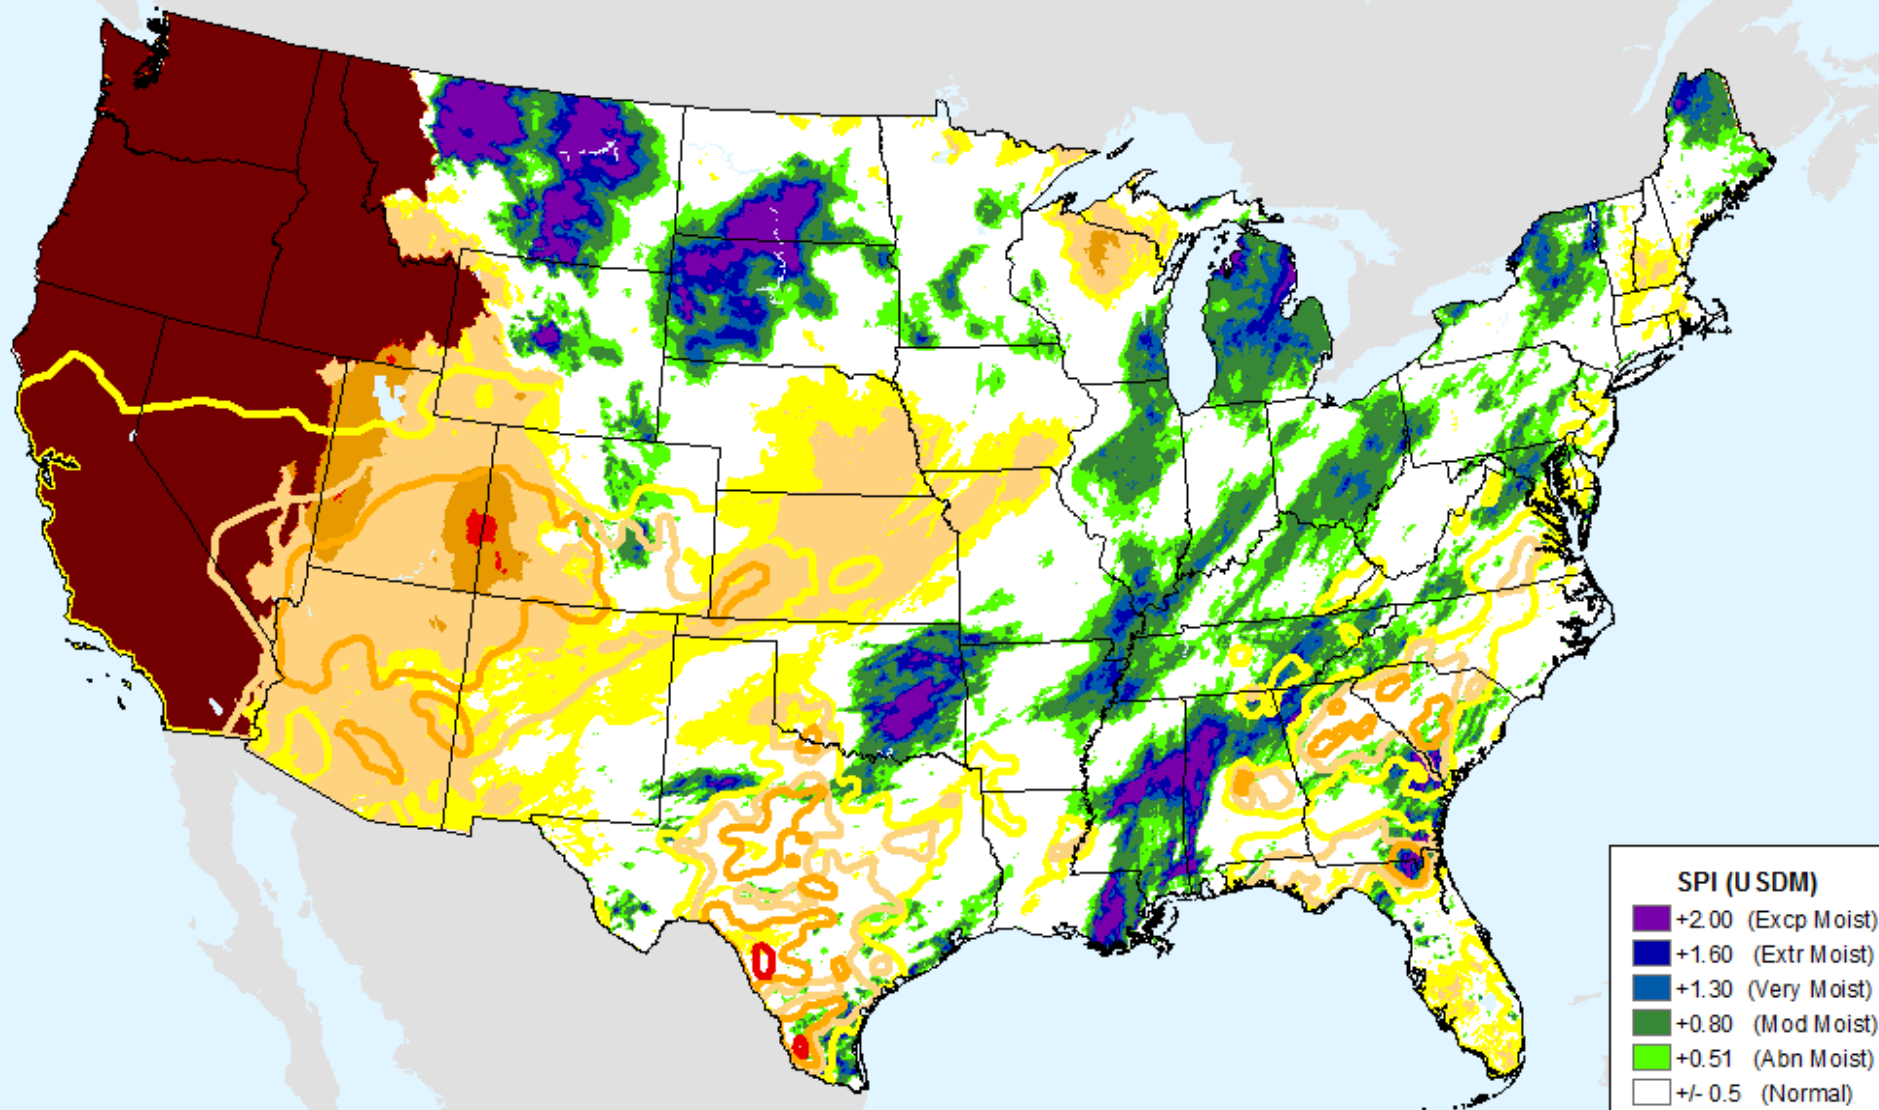 SPI (USDM)
+2.00 (Excp Moist)
+1.60 (Extr Moist)
+1.30 (Very Moist)
+0.80 (Mod Moist)
+0.51 (Abn Moist)
+/- 0.5 (Normal)